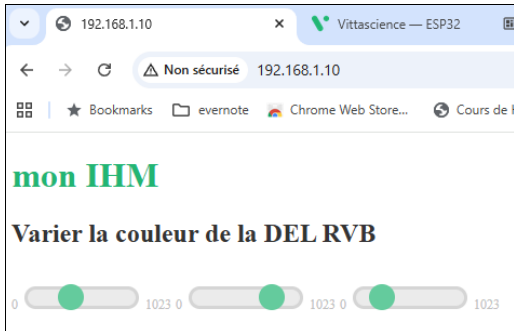 192.168.1.10
Vittascience — ESP32
Non sécurisé 192.168.1.10
Bookmarks evernote Chrome Web Store... Cours de
mon IHM
Varier la couleur de la DEL RVB
0 1023 0 1023 0 1023